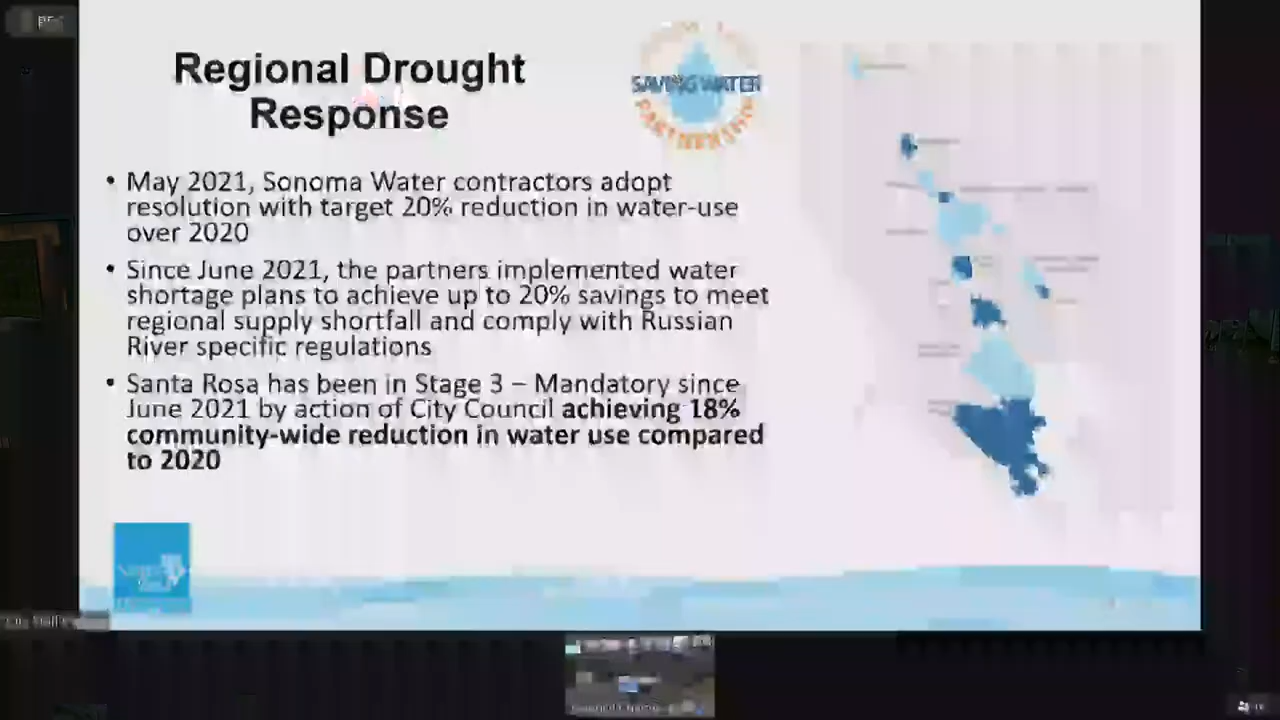 Regional Drought
Response
SAVING WATER
PARTNERSHIP
• May 2021, Sonoma Water contractors adopt
resolution with target 20% reduction in water-use
over 2020
• Since June 2021, the partners implemented water
shortage plans to achieve up to 20% savings to meet
regional supply shortfall and comply with Russian
River specific regulations
• Santa Rosa has been in Stage 3 – Mandatory since
June 2021 by action of City Council achieving 18%
community-wide reduction in water use compared
to 2020